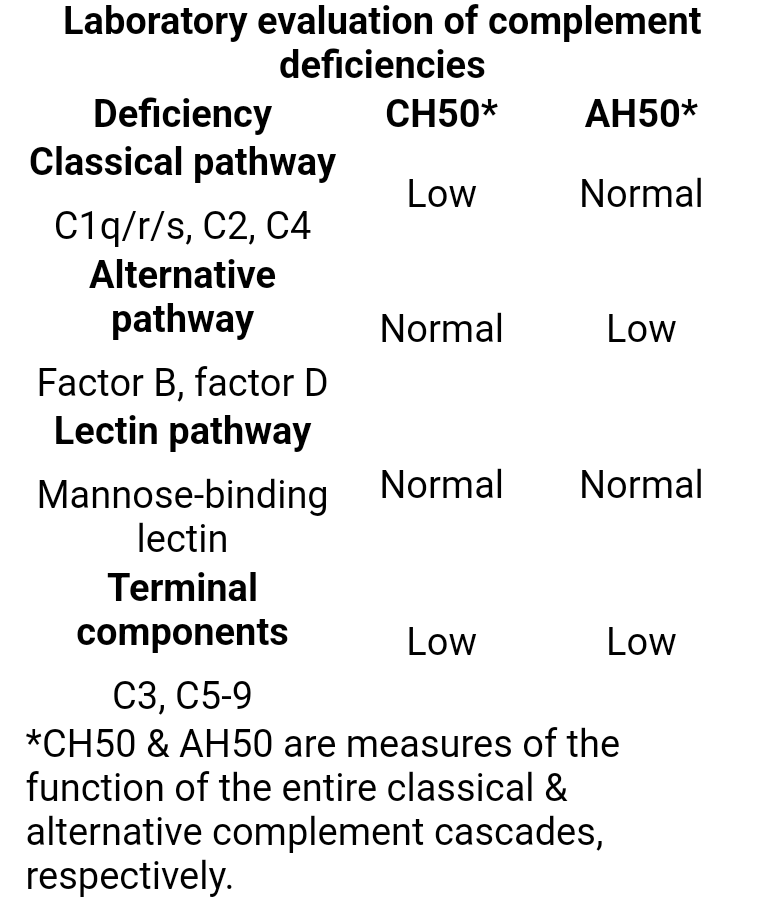 Laboratory evaluation of complement
deficiencies
Deficiency CH50* AH50*
Classical pathway
Low Normal
C1q/r/s, C2, C4
Alternative
pathway
Normal Low
Factor B, factor D
Lectin pathway
Normal Normal
Mannose-binding
lectin
Terminal
components
Low Low
C3, C5-9
*CH50 & AH50 are measures of the
function of the entire classical &
alternative complement cascades,
respectively.